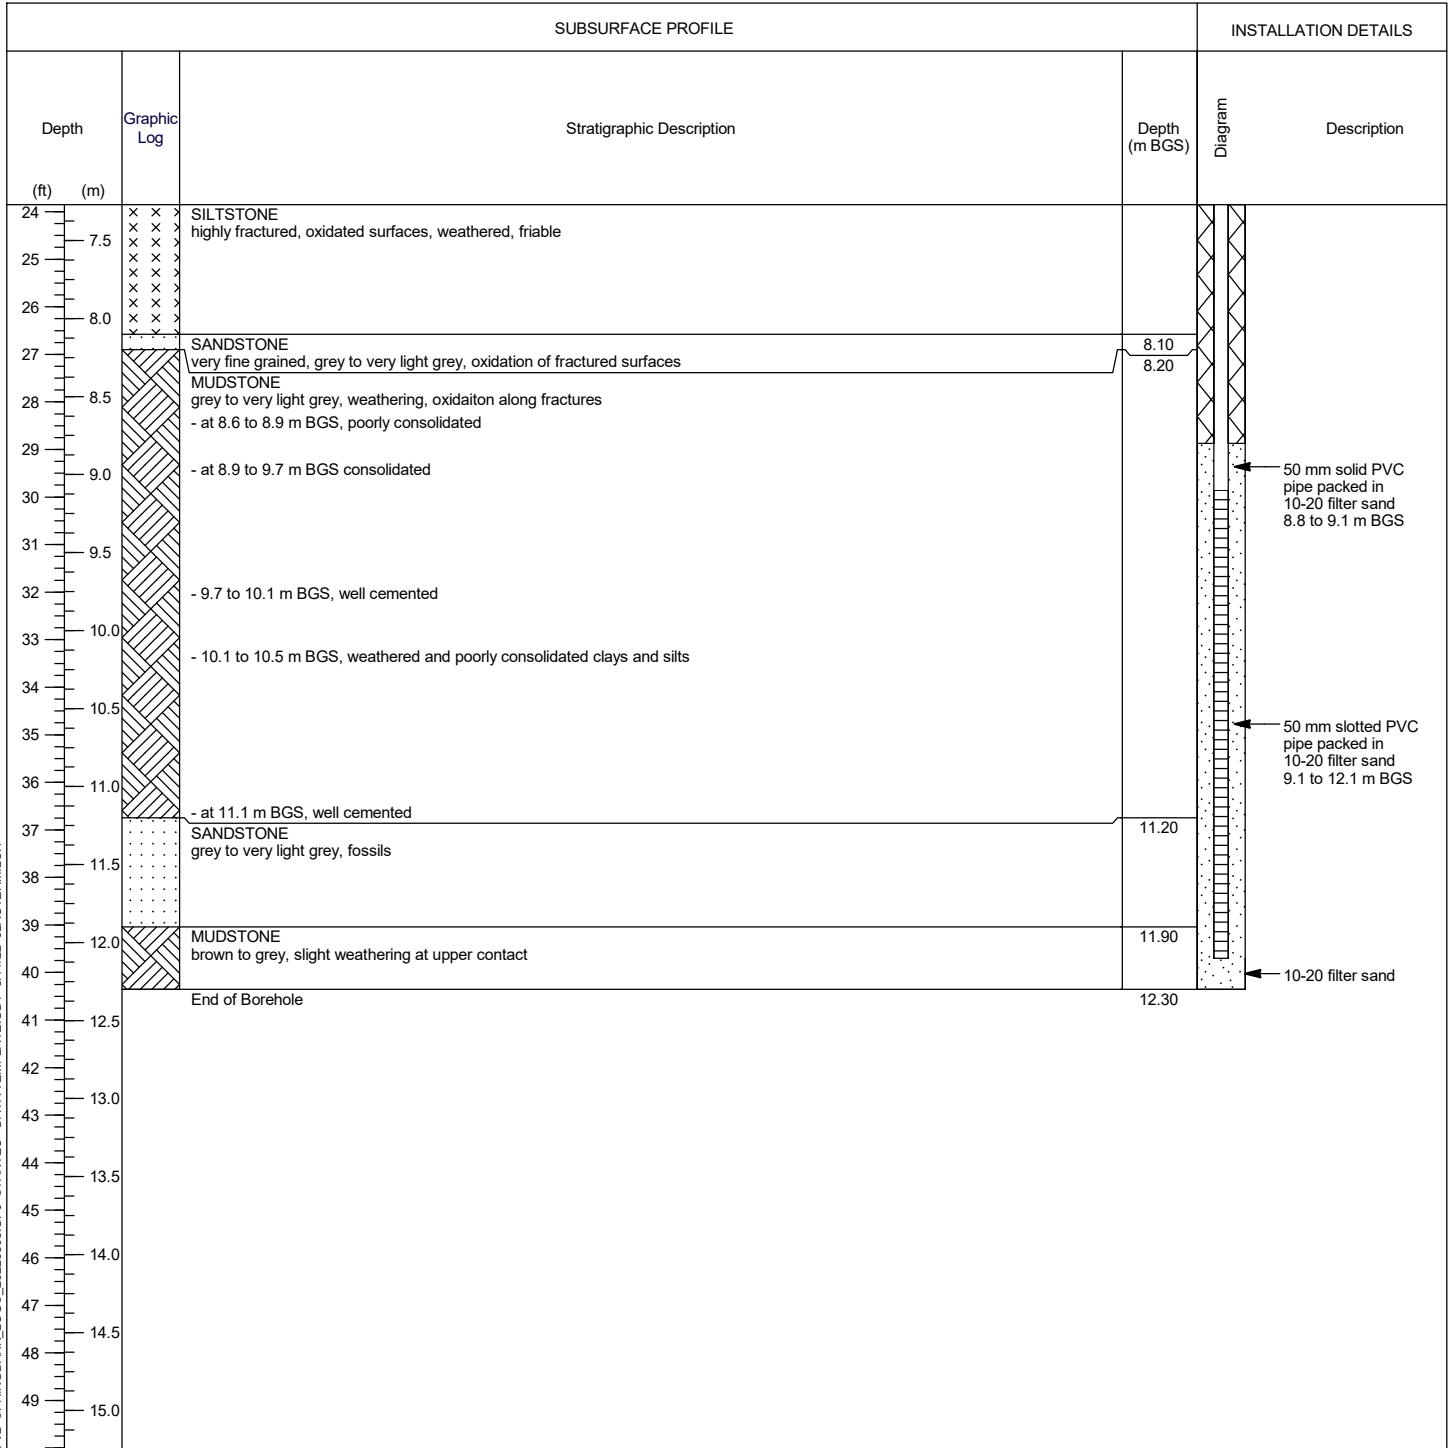 SUBSURFACE PROFILE
INSTALLATION DETAILS
Depth
(ft) (m)
Graphic
Log
Stratigraphic Description
Depth
(m BGS)
Diagram
Description
24
7.5
25
26
8.0
27
28
8.5
29
9.0
30
31
9.5
32
33
10.0
34
10.5
35
36
11.0
37
11.5
38
39
12.0
40
41
12.5
42
13.0
43
44
13.5
45
46
14.0
47
14.5
48
49
15.0
SILTSTONE
highly fractured, oxidated surfaces, weathered, friable
SANDSTONE
very fine grained, grey to very light grey, oxidation of fractured surfaces
MUDSTONE
grey to very light grey, weathering, oxidaiton along fractures
- at 8.6 to 8.9 m BGS, poorly consolidated
- at 8.9 to 9.7 m BGS consolidated
- 9.7 to 10.1 m BGS, well cemented
- 10.1 to 10.5 m BGS, weathered and poorly consolidated clays and silts
- at 11.1 m BGS, well cemented
SANDSTONE
grey to very light grey, fossils
MUDSTONE
brown to grey, slight weathering at upper contact
End of Borehole
8.10
8.20
11.20
11.90
12.30
50 mm solid PVC
pipe packed in
10-20 filter sand
8.8 to 9.1 m BGS
50 mm slotted PVC
pipe packed in
10-20 filter sand
9.1 to 12.1 m BGS
10-20 filter sand